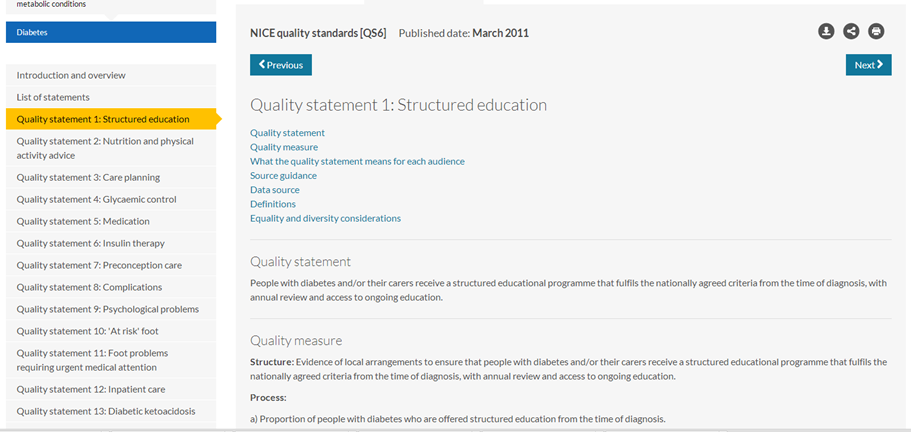 metabolic conditions
Diabetes
Introduction and overview
List of statements
Quality statement 1: Structured education
Quality statement 2: Nutrition and physical
activity advice
Quality statement 3: Care planning
Quality statement 4: Glycaemic control
Quality statement 5: Medication
Quality statement 6: Insulin therapy
Quality statement 7: Preconception care
Quality statement 8: Complications
Quality statement 9: Psychological problems
Quality statement 10: 'At risk' foot
Quality statement 11: Foot problems
requiring urgent medical attention
Quality statement 12: Inpatient care
Quality statement 13: Diabetic ketoacidosis
NICE quality standards [QS6] Published date: March 2011
Previous
Next
Quality statement 1: Structured education
Quality statement
Quality measure
What the quality statement means for each audience
Source guidance
Data source
Definitions
Equality and diversity considerations
Quality statement
People with diabetes and/or their carers receive a structured educational programme that fulfils the nationally agreed criteria from the time of diagnosis, with
annual review and access to ongoing education.
Quality measure
Structure: Evidence of local arrangements to ensure that people with diabetes and/or their carers receive a structured educational programme that fulfils the
nationally agreed criteria from the time of diagnosis, with annual review and access to ongoing education.
Process:
a) Proportion of people with diabetes who are offered structured education from the time of diagnosis.